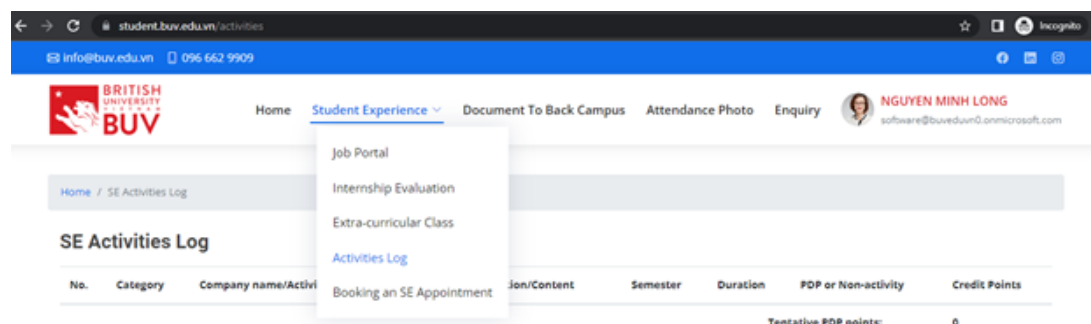 student.buv.edu.vn/activities
Incognito
info@buv.edu.vn 096 662 9909
BRITISH
UNIVERSITY
VIETNAM
BUV
Home Student Experience Document To Back Campus Attendance Photo Enquiry
NGUYEN MINH LONG
software@buveduvn0.onmicrosoft.com
Job Portal
Internship Evaluation
Extra-curricular Class
Activities Log
Booking an SE Appointment
Home / SE Activities Log
SE Activities Log
No. Category Company name/Activi ion/Content Semester Duration PDP or Non-activity Credit Points
Tentative PDP points: 0